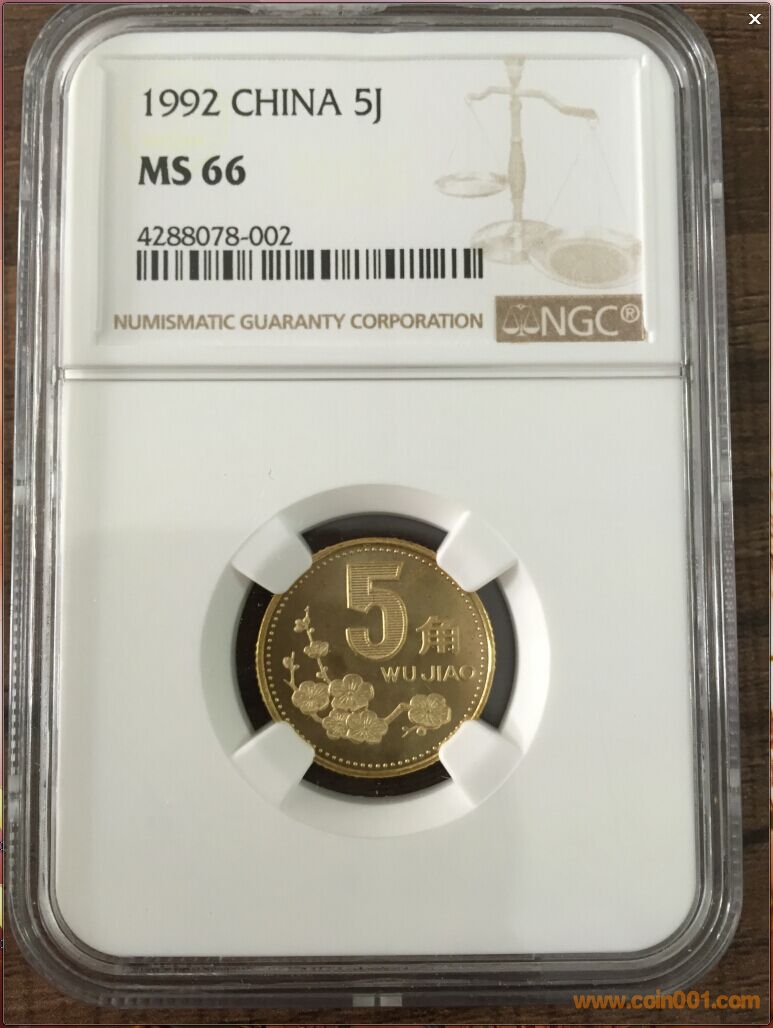 1992 CHINA 5J
MS 66
4288078-002
NUMISMATIC GUARANTY CORPORATION
NGC®
5角
WU JIAO
www.coin001.com